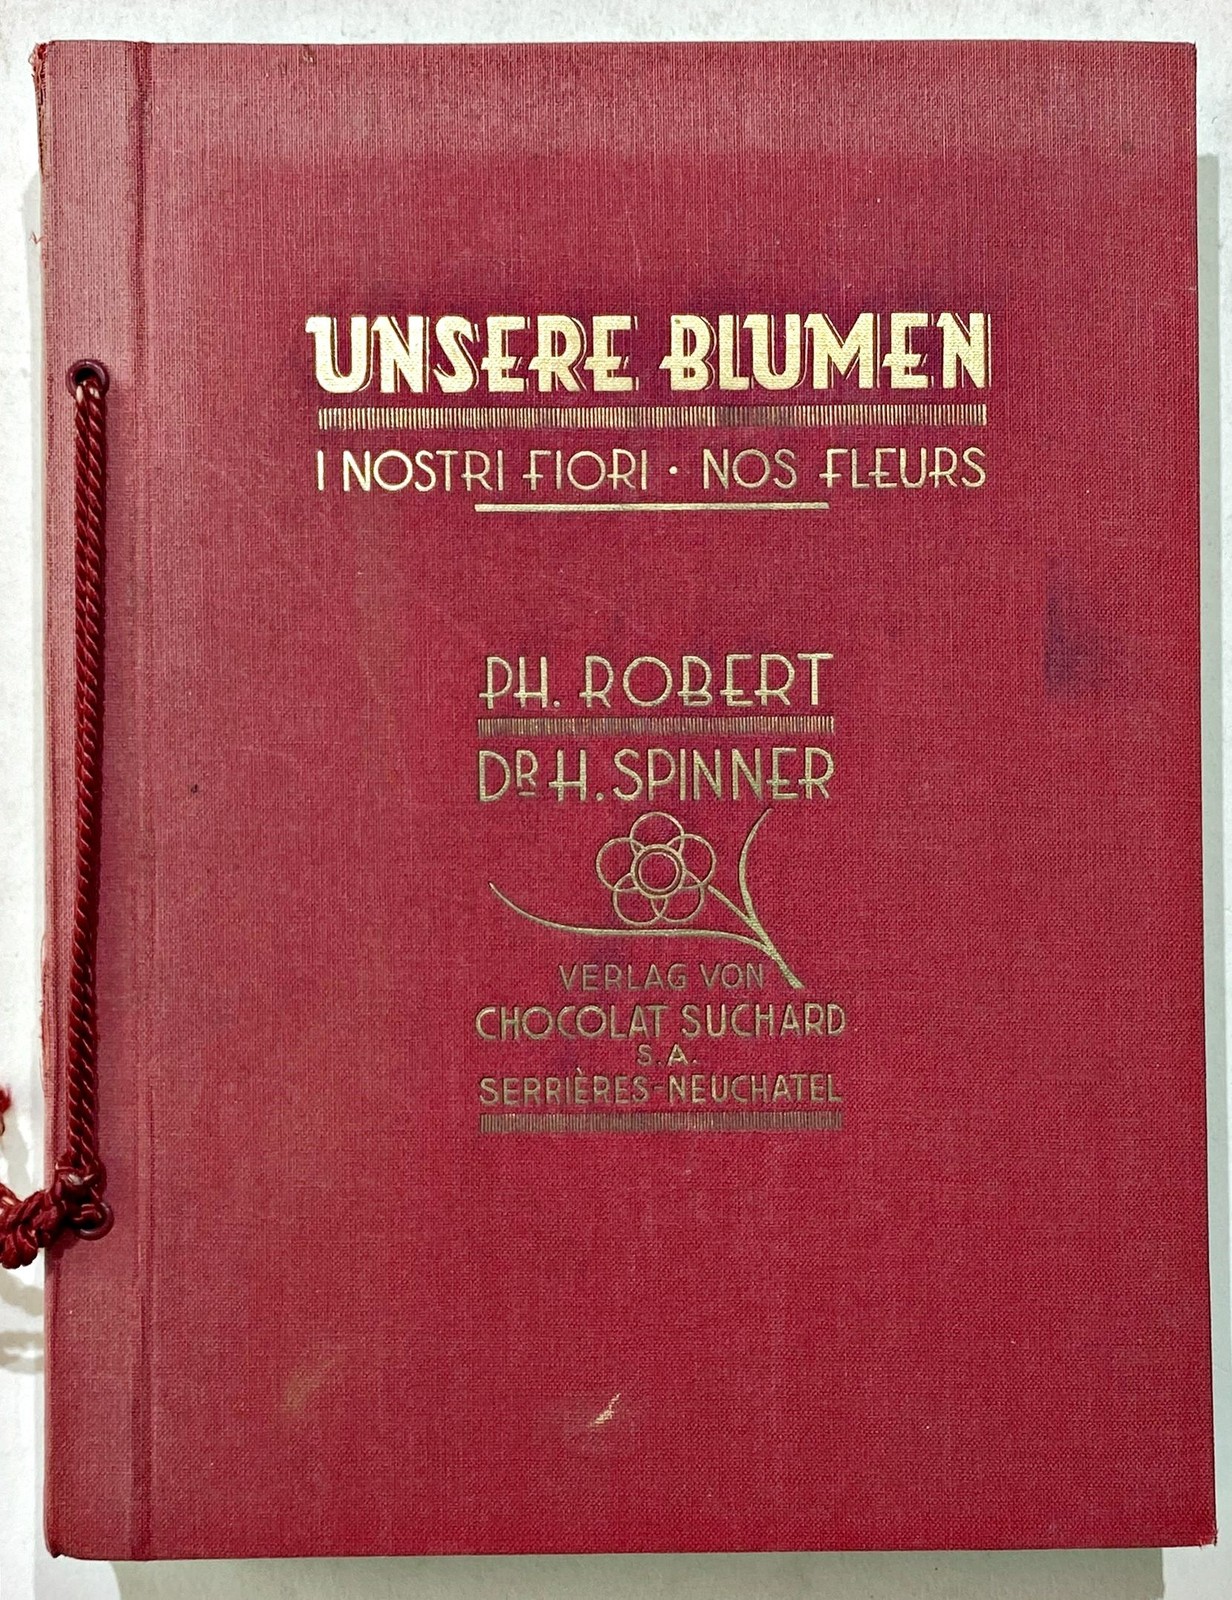 UNSERE BLUMEN
I NOSTRI FIORI · NOS FLEURS
PH. ROBERT
DR H. SPINNER
VERLAG VON
CHOCOLAT SUCHARD
S.A.
SERRIÈRES-NEUCHATEL